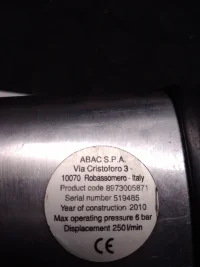 ABAC S.P.A.
Via Cristoforo 3 -
10070 Robassomero - Italy
Product code 8973005871
Serial number 519485
Year of construction 2010
Max operating pressure 6 bar
Displacement 250 l/min
CE